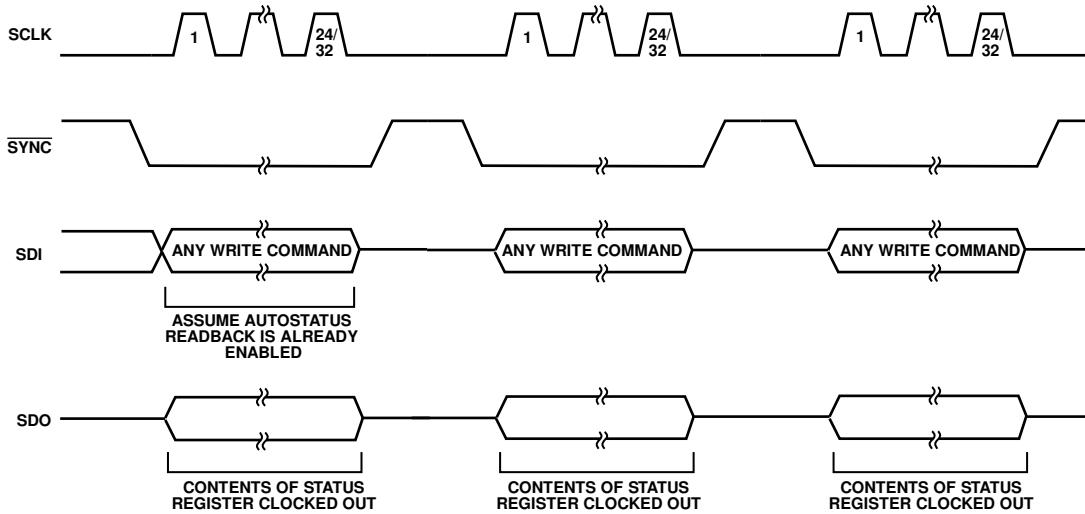 SCLK
1
24/
32
1
24/
32
1
24/
32
SYNC
SDI
ANY WRITE COMMAND
ANY WRITE COMMAND
ANY WRITE COMMAND
ASSUME AUTOSTATUS
READBACK IS ALREADY
ENABLED
SDO
CONTENTS OF STATUS
REGISTER CLOCKED OUT
CONTENTS OF STATUS
REGISTER CLOCKED OUT
CONTENTS OF STATUS
REGISTER CLOCKED OUT